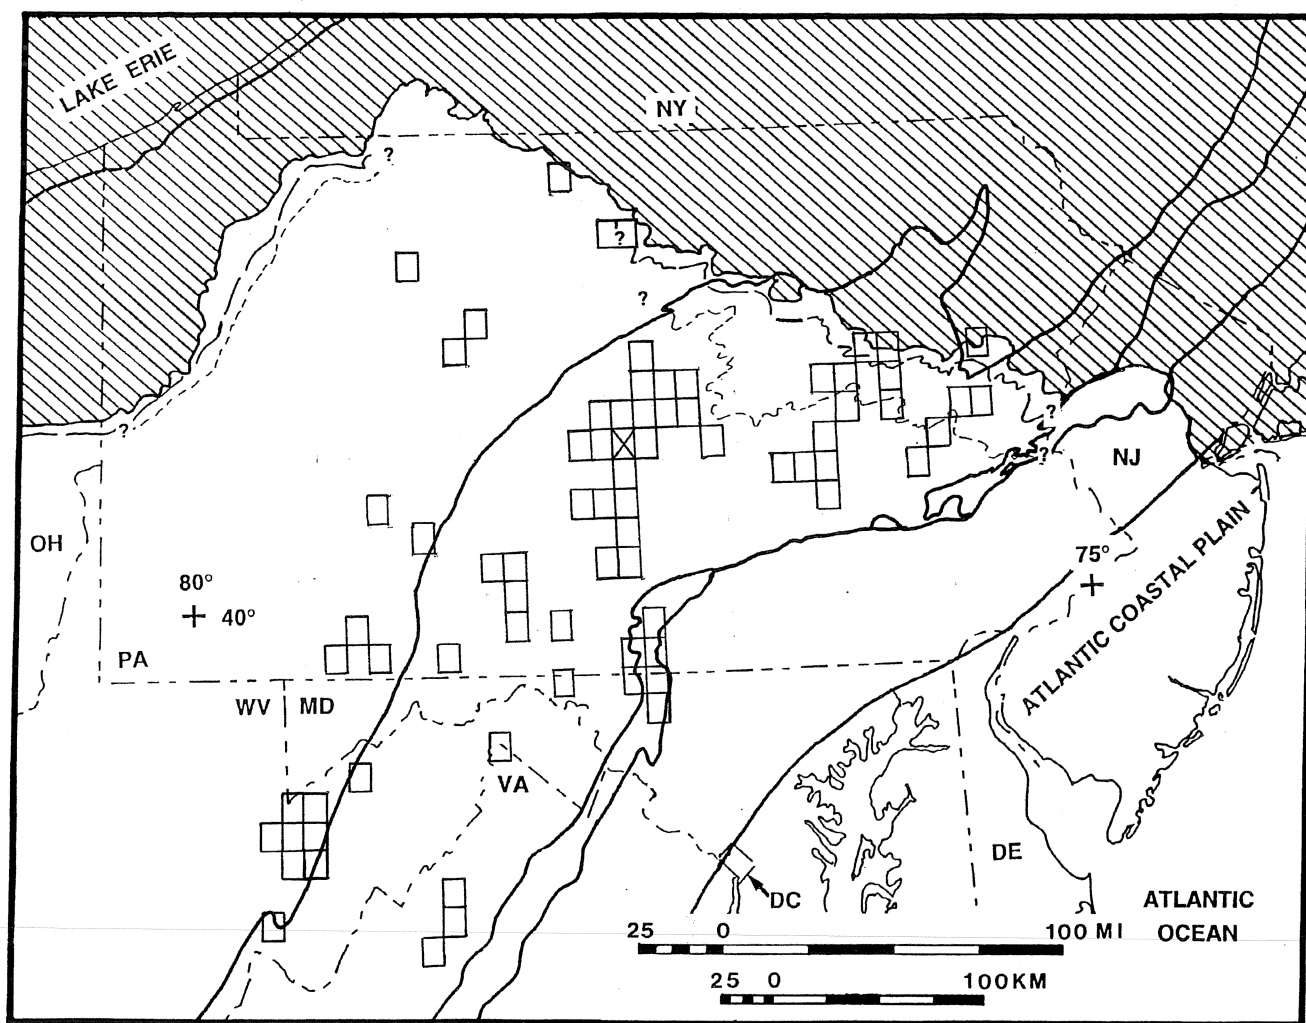 LAKE ERIE
NY
?
?
?
?
?
?
OH
NJ
80°
40°
75°
ATLANTIC COASTAL PLAIN
PA
WV
MD
VA
DE
DC
ATLANTIC
OCEAN
25 0 100 MI
25 0 100KM